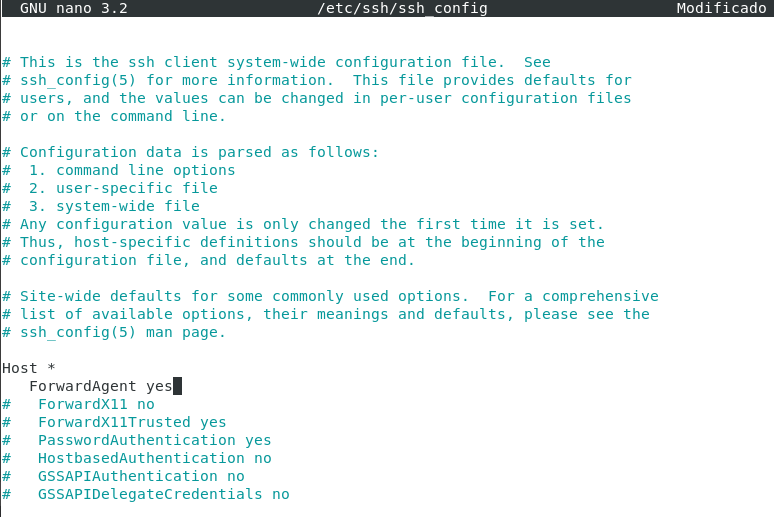 GNU nano 3.2 /etc/ssh/ssh_config Modificado
# This is the ssh client system-wide configuration file.  See
# ssh_config(5) for more information.  This file provides defaults for
# users, and the values can be changed in per-user configuration files
# or on the command line.
# Configuration data is parsed as follows:
#  1. command line options
#  2. user-specific file
#  3. system-wide file
# Any configuration value is only changed the first time it is set.
# Thus, host-specific definitions should be at the beginning of the
# configuration file, and defaults at the end.
# Site-wide defaults for some commonly used options.  For a comprehensive
# list of available options, their meanings and defaults, please see the
# ssh_config(5) man page.
Host *
   ForwardAgent yes
#   ForwardX11 no
#   ForwardX11Trusted yes
#   PasswordAuthentication yes
#   HostbasedAuthentication no
#   GSSAPIAuthentication no
#   GSSAPIDelegateCredentials no